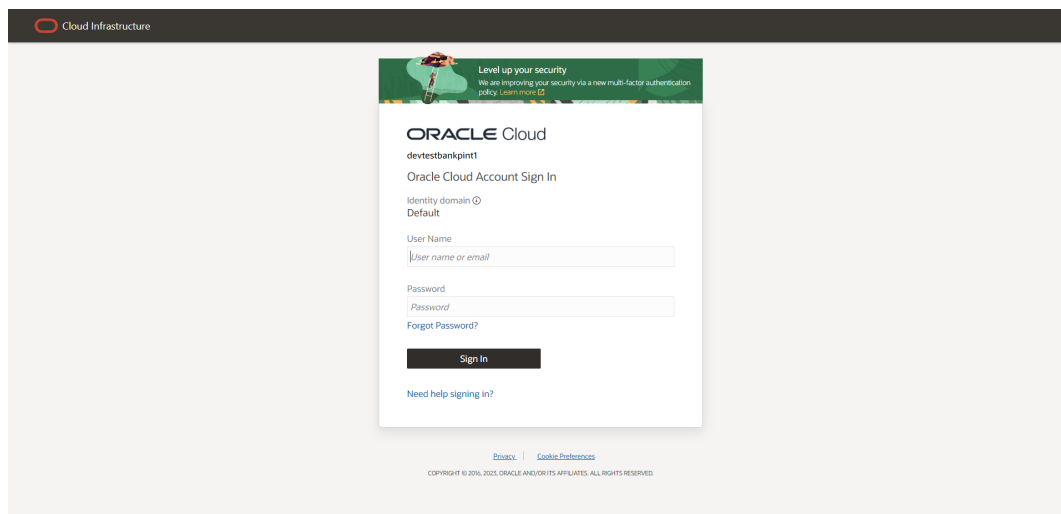 Cloud Infrastructure
Level up your security
We are improving your security via a new multi-factor authentication
policy. Learn more
ORACLE Cloud
devtestbankpint1
Oracle Cloud Account Sign In
Identity domain
Default
User Name
User name or email
Password
Password
Forgot Password?
Sign In
Need help signing in?
Privacy | Cookie Preferences
COPYRIGHT © 2016, 2023, ORACLE AND/OR ITS AFFILIATES. ALL RIGHTS RESERVED.